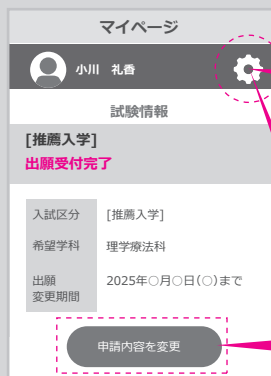 マイページ
小川 礼香
試験情報
[推薦入学]
出願受付完了
入試区分 [推薦入学]
希望学科 理学療法科
出願
変更期間 2025年○月○日(○)まで
申請内容を変更